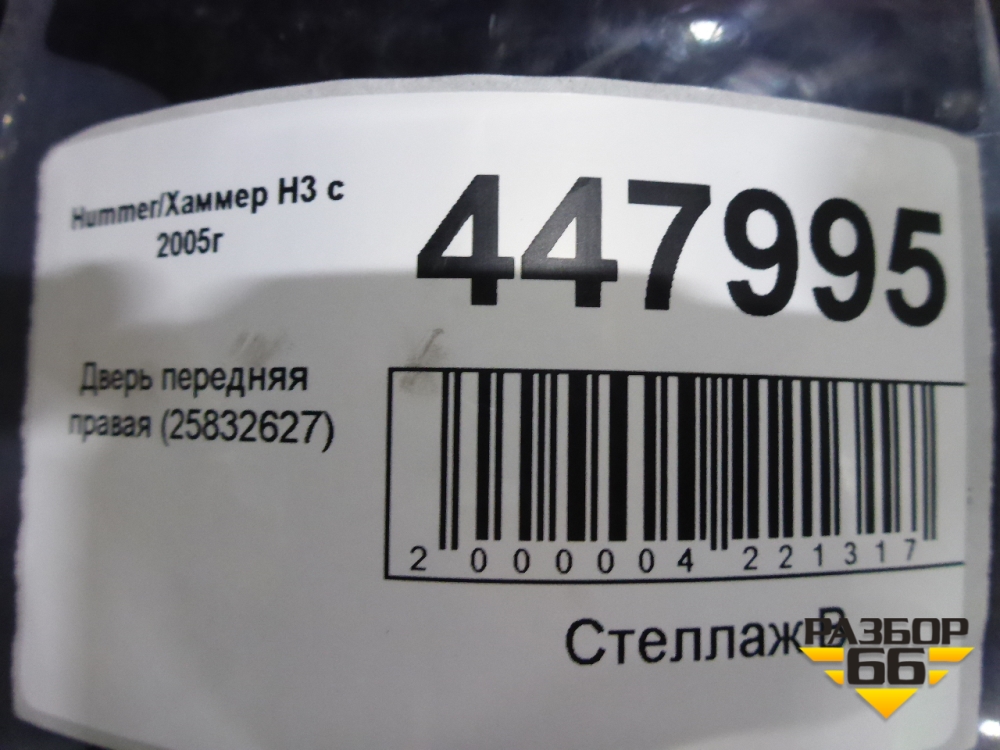 Hummer/Хаммер H3 с
2005г
447995
Дверь передняя
правая (25832627)
2 000004 221317
Стеллаж В
РАЗБОР
66